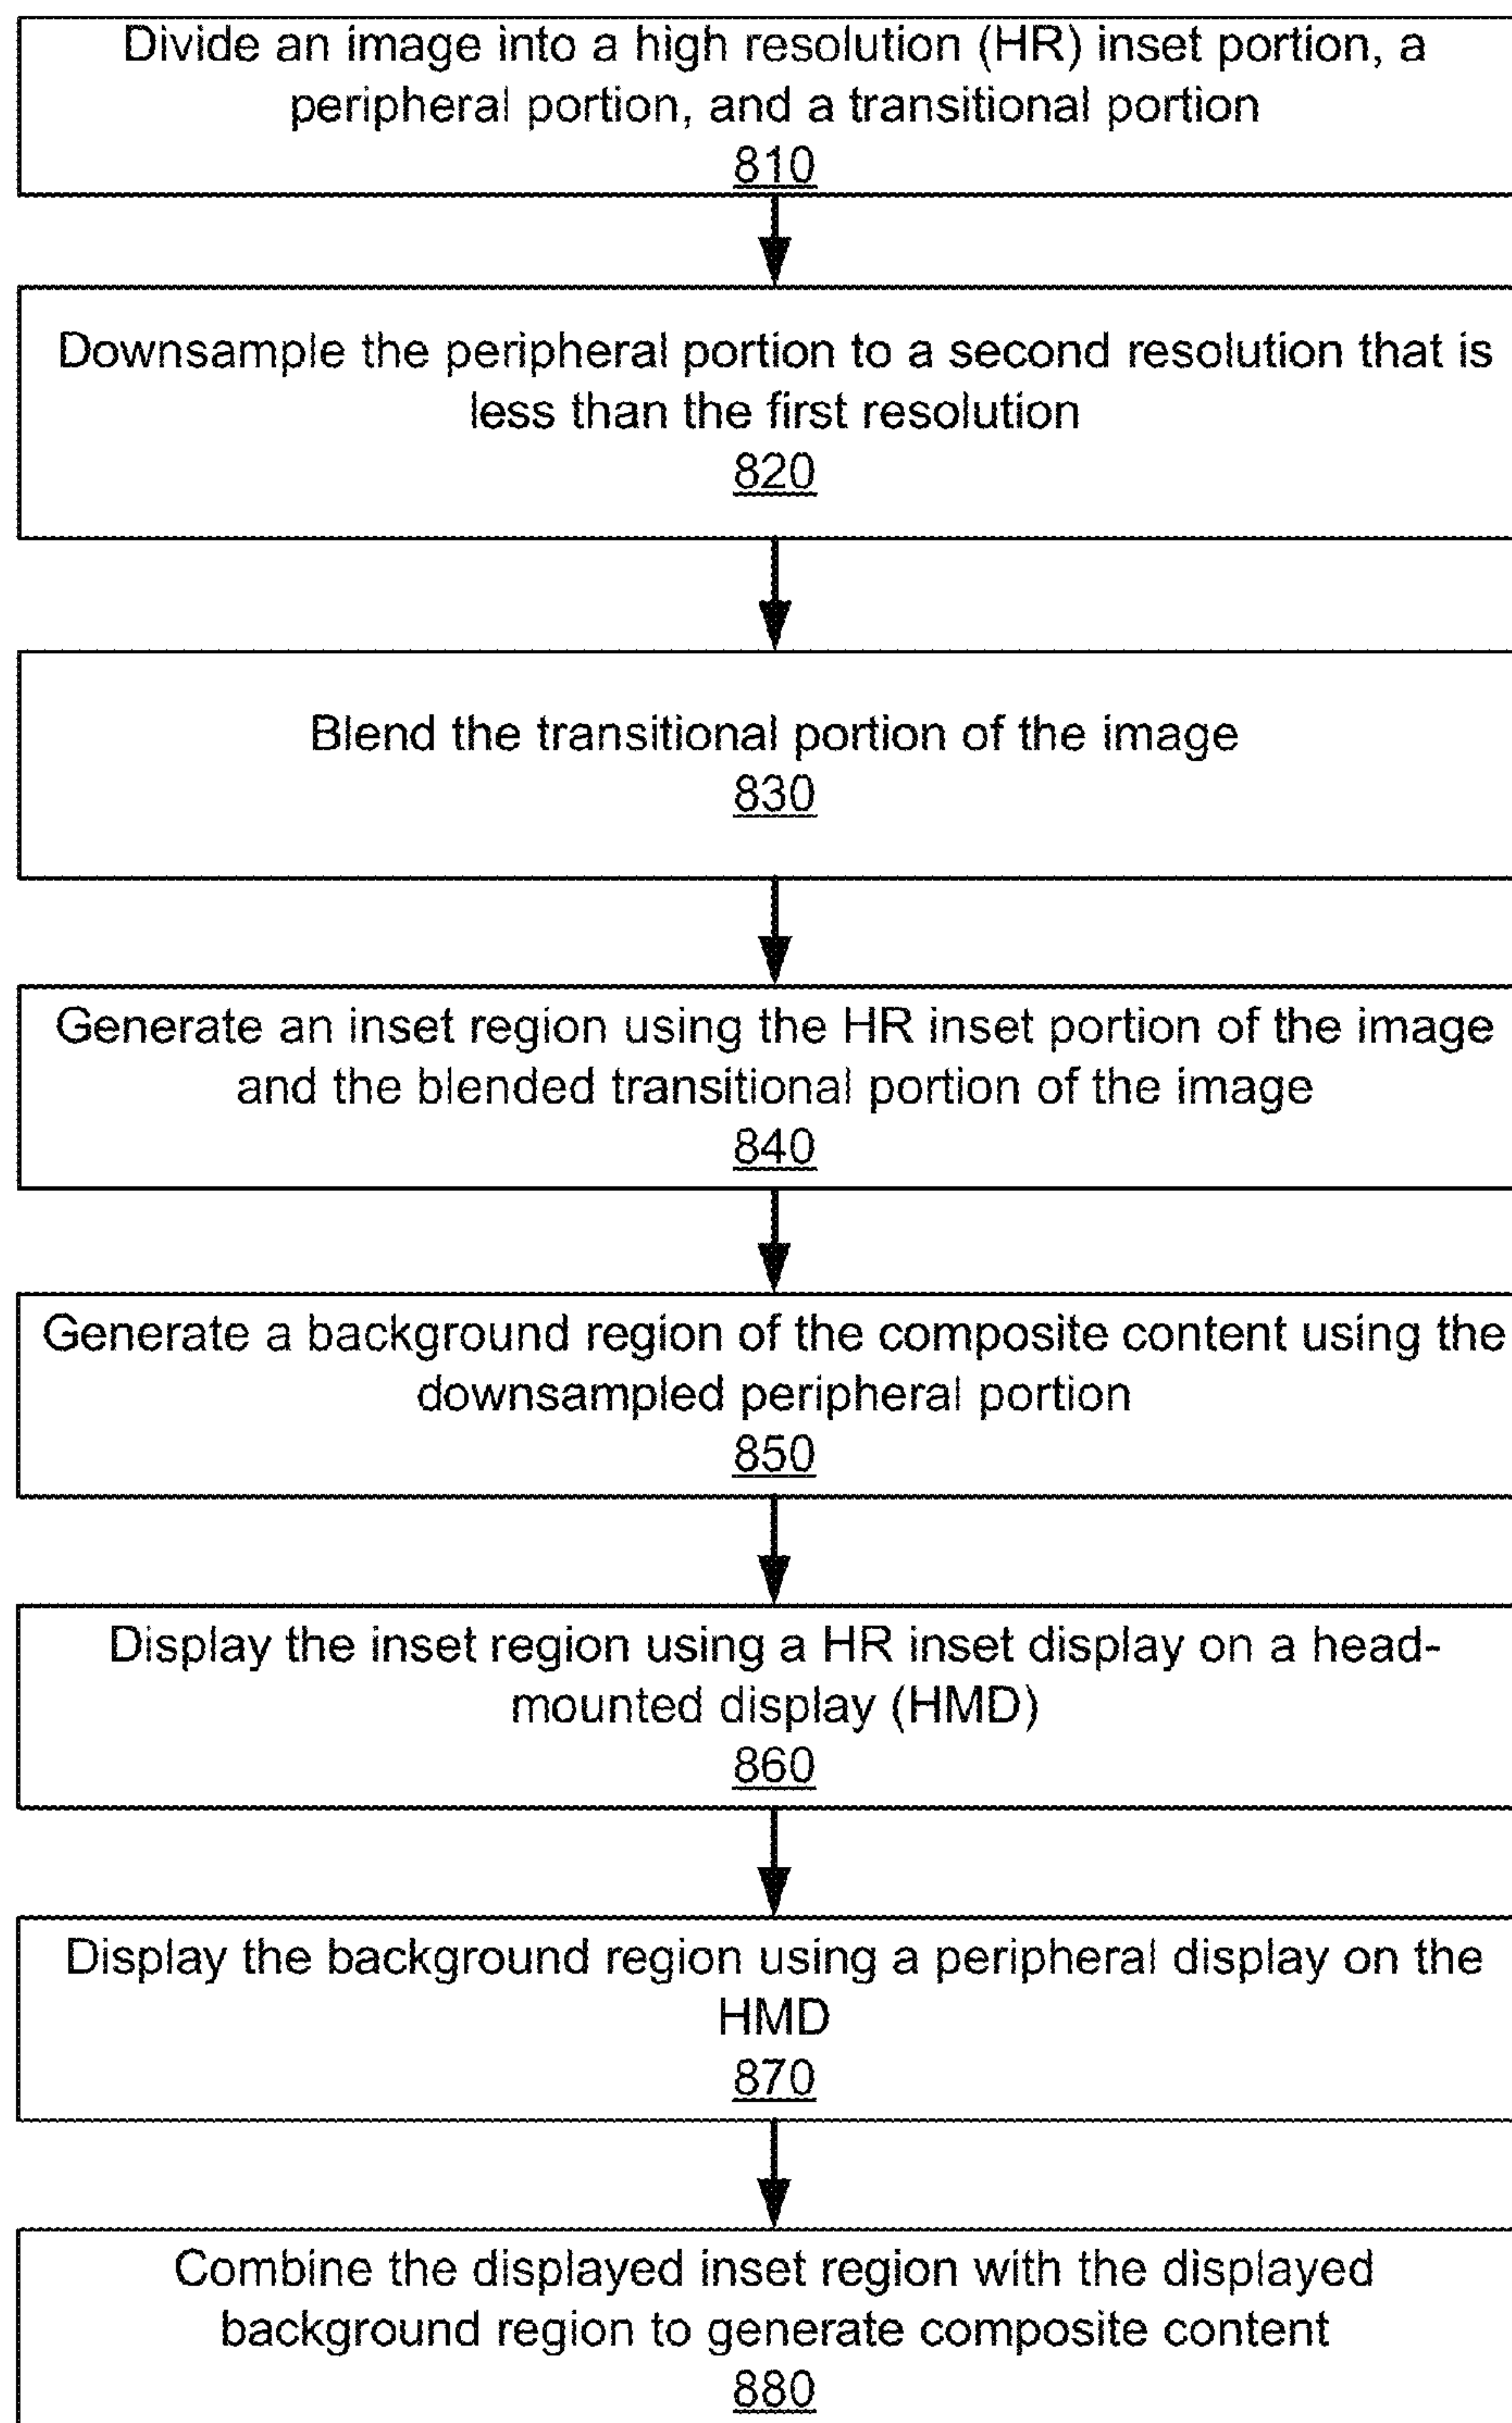 Divide an image into a high resolution (HR) inset portion, a
peripheral portion, and a transitional portion
810
Downsample the peripheral portion to a second resolution that is
less than the first resolution
820
Blend the transitional portion of the image
830
Generate an inset region using the HR inset portion of the image
and the blended transitional portion of the image
840
Generate a background region of the composite content using the
downsampled peripheral portion
850
Display the inset region using a HR inset display on a head-
mounted display (HMD)
860
Display the background region using a peripheral display on the
HMD
870
Combine the displayed inset region with the displayed
background region to generate composite content
880